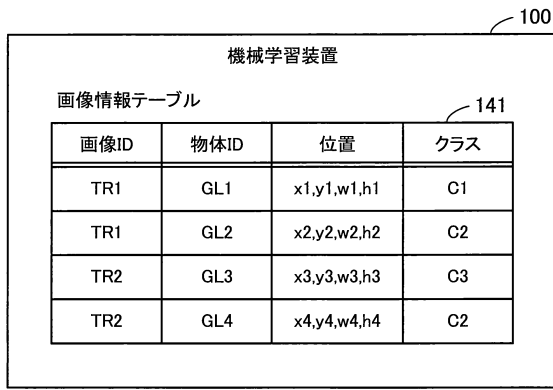 100
機械学習装置
画像情報テーブル
141
画像ID 物体ID 位置 クラス
TR1 GL1 x1,y1,w1,h1 C1
TR1 GL2 x2,y2,w2,h2 C2
TR2 GL3 x3,y3,w3,h3 C3
TR2 GL4 x4,y4,w4,h4 C2